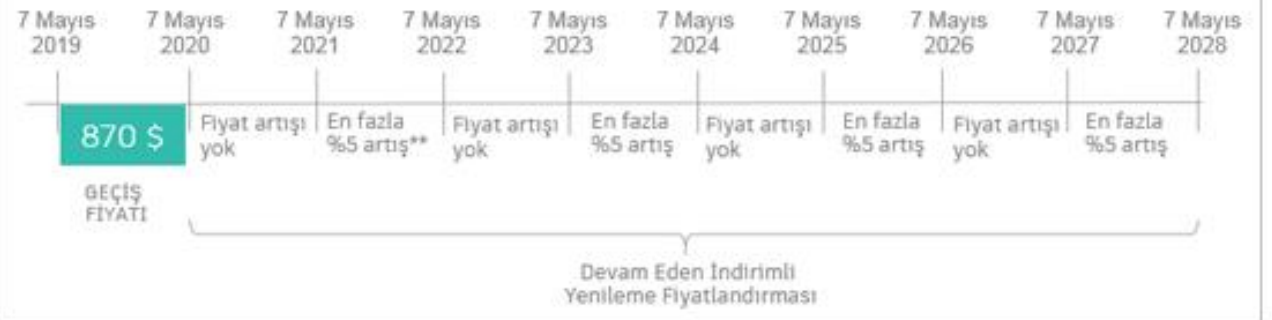 7 Mayıs 2019
7 Mayıs 2020
7 Mayıs 2021
7 Mayıs 2022
7 Mayıs 2023
7 Mayıs 2024
7 Mayıs 2025
7 Mayıs 2026
7 Mayıs 2027
7 Mayıs 2028
870 $
GEÇİŞ
FİYATI
Fiyat artışı
yok
En fazla
%5 artış**
Fiyat artışı
yok
En fazla
%5 artış
Fiyat artışı
yok
En fazla
%5 artış
Fiyat artışı
yok
En fazla
%5 artış
Devam Eden İndirimli
Yenileme Fiyatlandırması